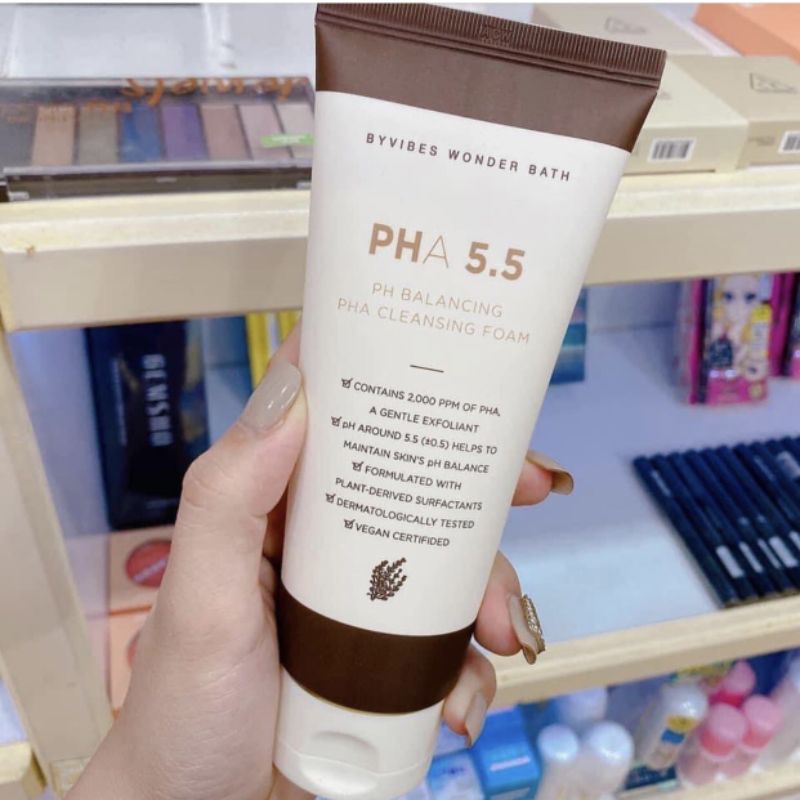 BYVIBES WONDER BATH
PHA 5.5
PH BALANCING
PHA CLEANSING FOAM
CONTAINS 2,000 PPM OF PHA,
A GENTLE EXFOLIANT
pH AROUND 5.5 (±0.5) HELPS TO
MAINTAIN SKIN'S pH BALANCE
FORMULATED WITH
PLANT-DERIVED SURFACTANTS
DERMATOLOGICALLY TESTED
VEGAN CERTIFIDED